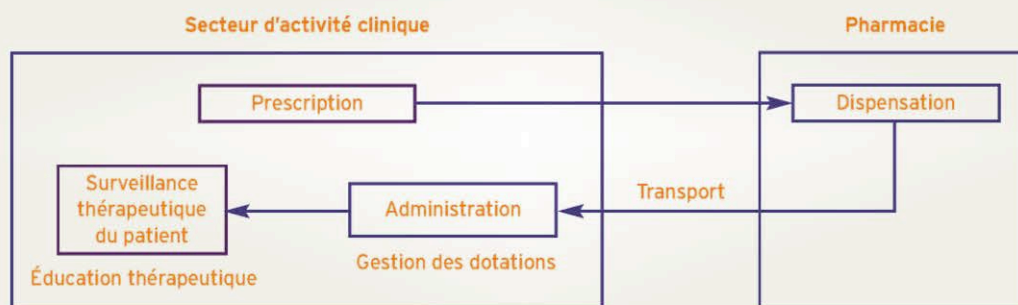 Secteur d'activité clinique
Pharmacie
Prescription
Dispensation
Surveillance
thérapeutique
du patient
Administration
Transport
Gestion des dotations
Éducation thérapeutique